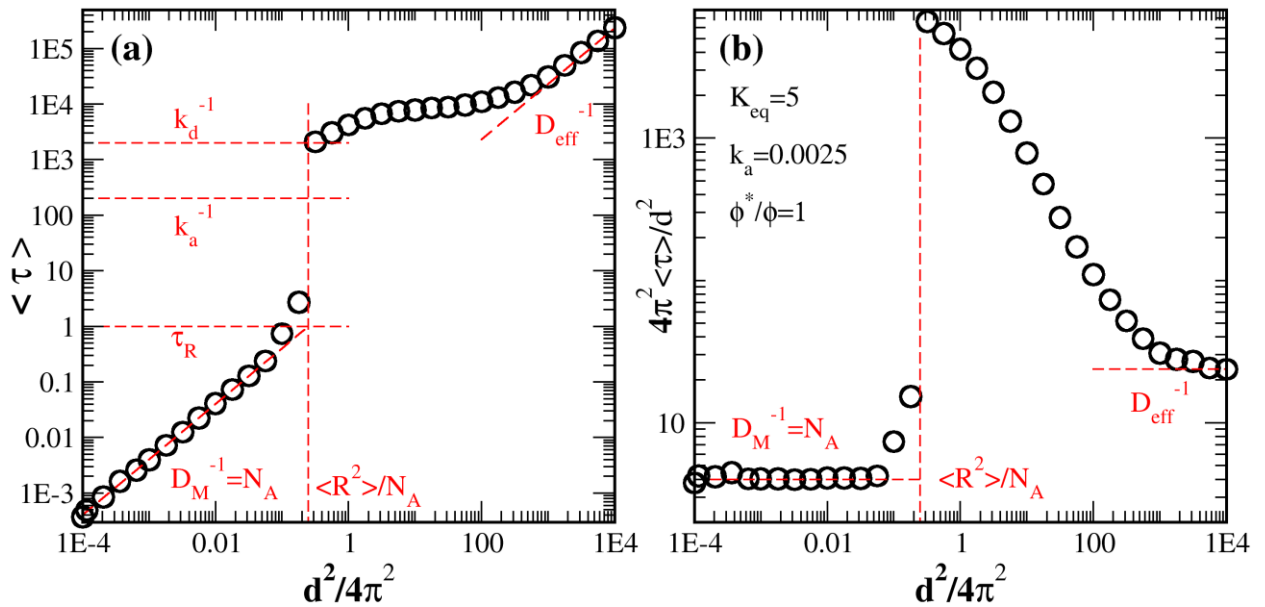 (a)
< τ >
1E5
1E4
1E3
100
10
1
0.1
0.01
1E-3
k_d^-1
k_a^-1
τ_R
D_eff^-1
D_M^-1=N_A
<R^2>/N_A
1E-4
0.01
1
100
1E4
d^2/4π^2
(b)
4π^2 <τ>/d^2
1E3
10
K_eq=5
k_a=0.0025
ϕ^*/ϕ=1
D_M^-1=N_A
<R^2>/N_A
D_eff^-1
1E-4
0.01
1
100
1E4
d^2/4π^2